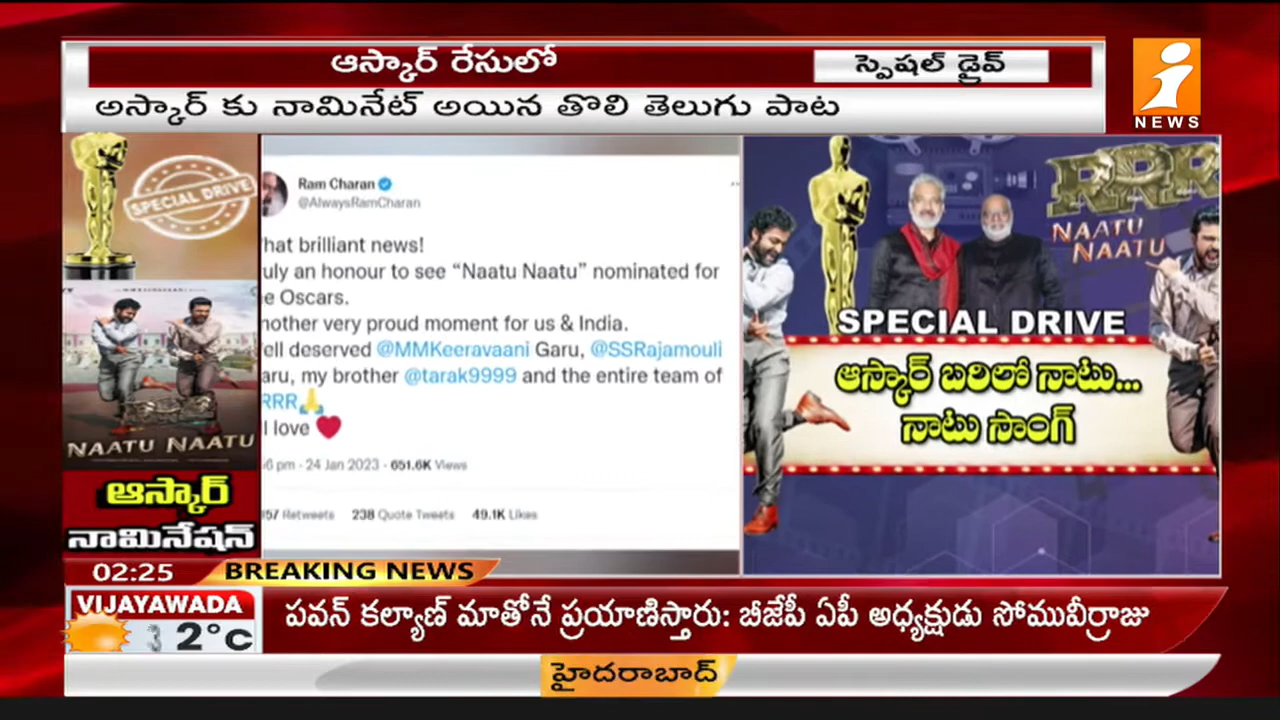 ఆస్కార్ రేసులో
స్పెషల్ డ్రైవ్
అస్కార్ కు నామినేట్ అయిన తొలి తెలుగు పాట
i
NEWS
SPECIAL DRIVE
NAATU NAATU
ఆస్కార్
నామినేషన్
Ram Charan
@AlwaysRamCharan
hat brilliant news!
uly an honour to see “Naatu Naatu” nominated for
e Oscars.
nother very proud moment for us & India.
ell deserved @MMKeeravaani Garu, @SSRajamouli
aru, my brother @tarak9999 and the entire team of
RRR🙏
l love ❤️
6 pm · 24 Jan 2023 · 651.6K Views
57 Retweets 238 Quote Tweets 49.1K Likes
RRR
NAATU
NAATU
SPECIAL DRIVE
ఆస్కార్ బరిలో నాటు...
నాటు సాంగ్
02:25 BREAKING NEWS
VIJAYAWADA
2°c
పవన్ కల్యాణ్ మాతోనే ప్రయాణిస్తారు: బీజేపీ ఏపీ అధ్యక్షుడు సోమువీర్రాజు
హైదరాబాద్